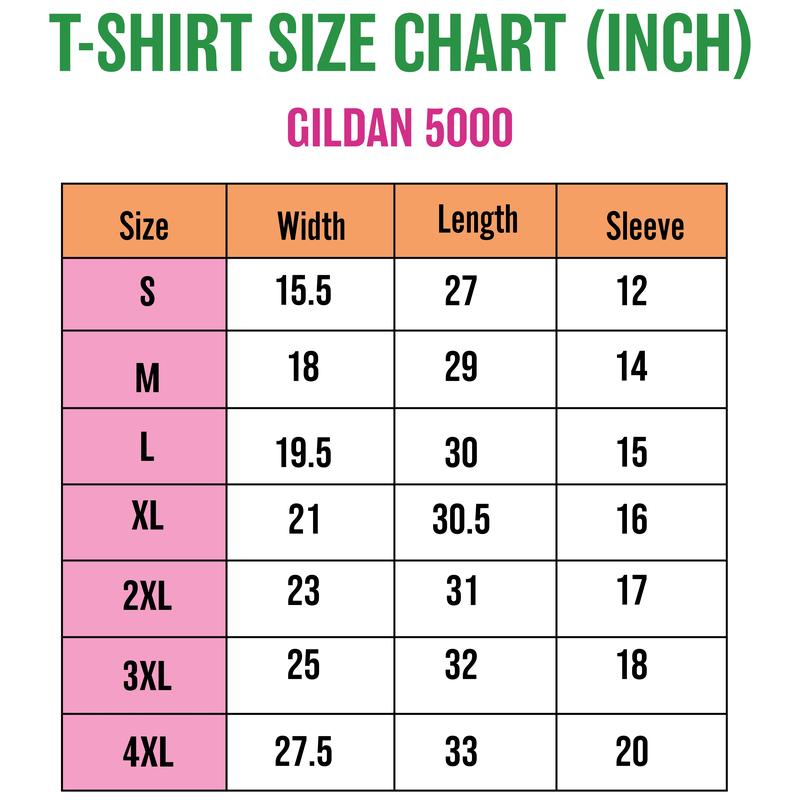 T-SHIRT SIZE CHART (INCH)
GILDAN 5000
Size Width Length Sleeve
S 15.5 27 12
M 18 29 14
L 19.5 30 15
XL 21 30.5 16
2XL 23 31 17
3XL 25 32 18
4XL 27.5 33 20